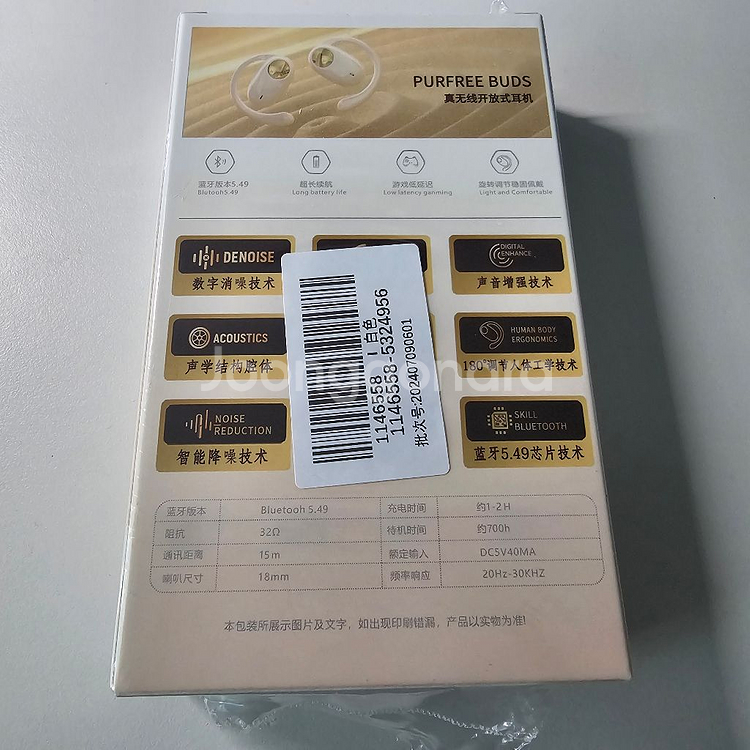 PURFREE BUDS
真无线开放式耳机
蓝牙版本5.49
Blutooh5.49
超长续航
Long battery life
游戏低延迟
Low latency ganming
旋转调节稳固佩戴
Light and Comfortable
DENOISE
数字消噪技术
DIGITAL
ENHANCE
声音增强技术
ACOUSTICS
声学结构腔体
HUMAN BODY
ERGONOMICS
180°调节人体工学技术
NOISE
REDUCTION
智能降噪技术
SKILL
BLUETOOTH
蓝牙5.49芯片技术
1146558 _ | 白色
1146558-5324956
批次号:202407090601
Joongonara
蓝牙版本 Bluetooh 5.49 充电时间 约1-2H
阻抗 32Ω 待机时间 约700h
通讯距离 15m 额定输入 DC5V40MA
喇叭尺寸 18mm 频率响应 20Hz-30KHZ
本包装所展示图片及文字，如出现印刷错漏，产品以实物为准!